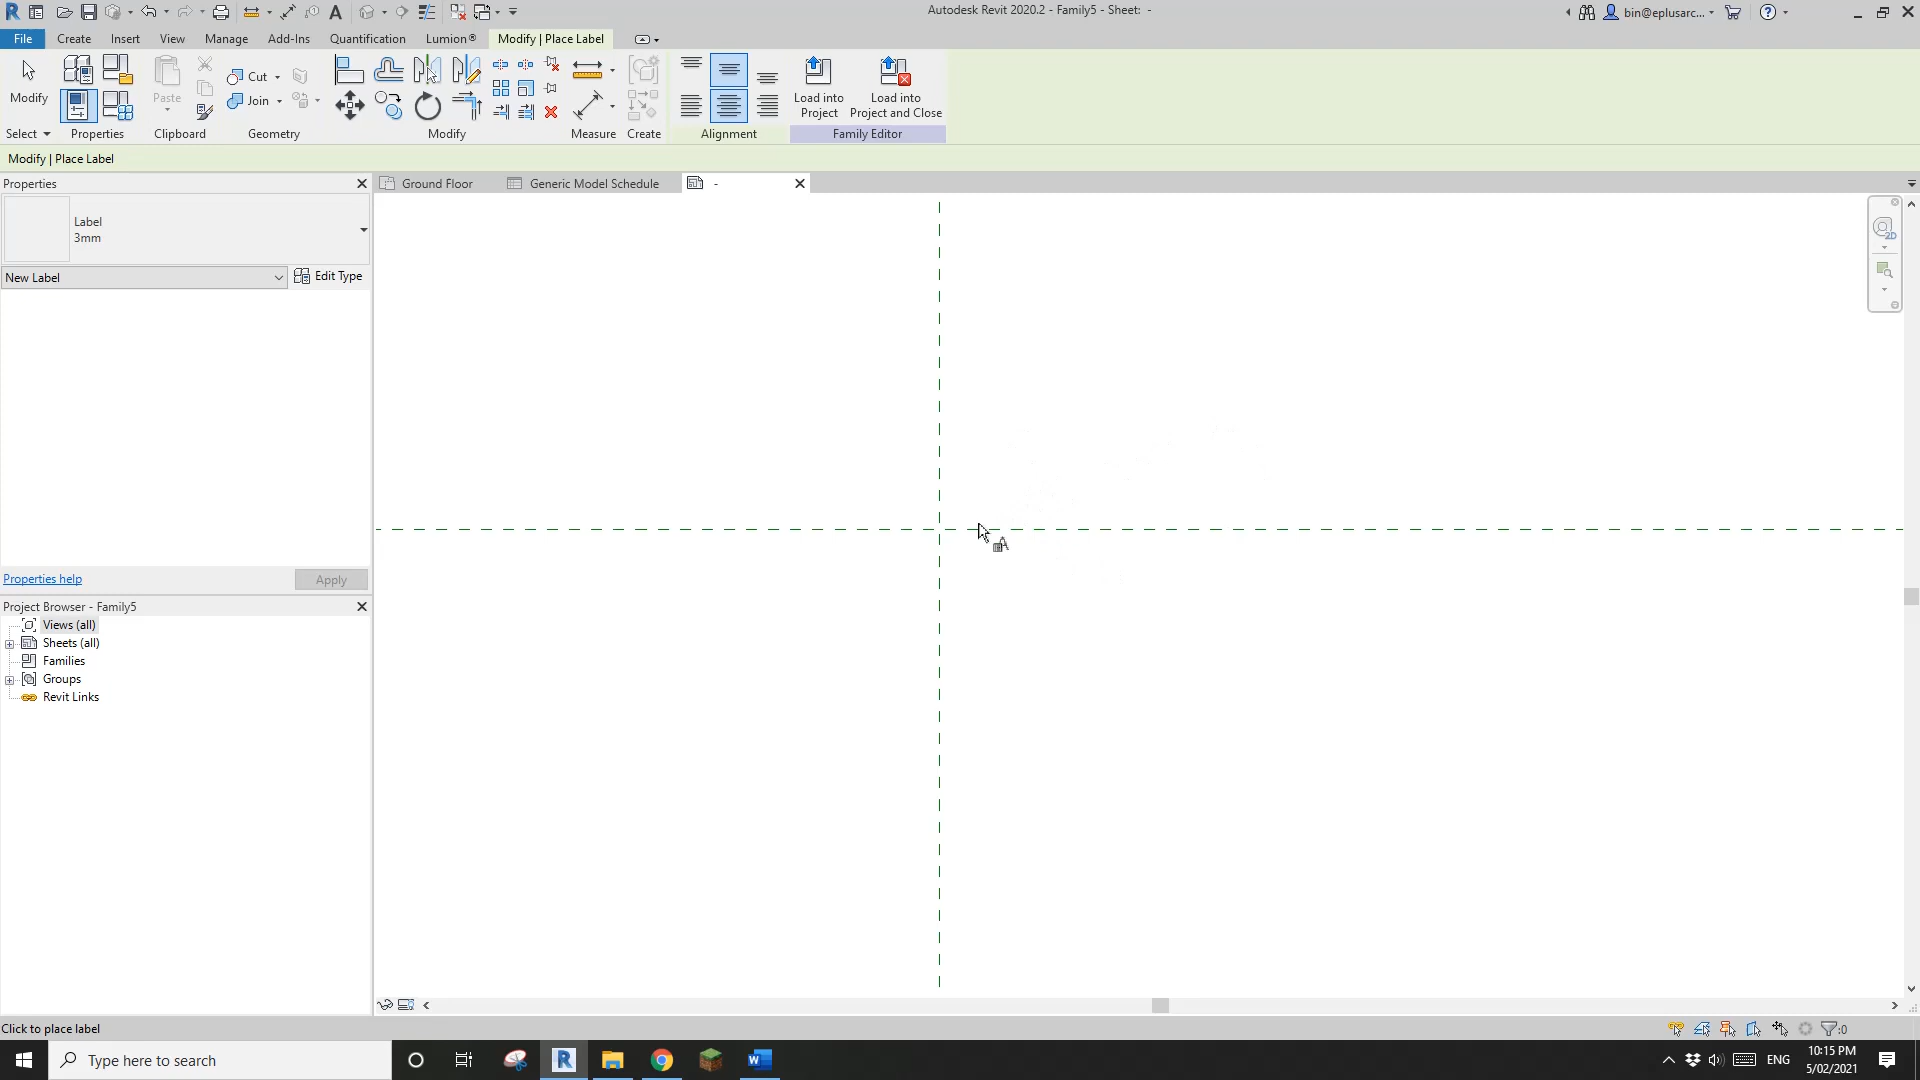 Autodesk Revit 2020.2 - Family5 - Sheet: -
bin@eplusarc...
File Create Insert View Manage Add-Ins Quantification Lumion® Modify | Place Label
Modify
Paste
Cut
Join
Load into Project
Load into Project and Close
Select Properties Clipboard Geometry Modify Measure Create Alignment Family Editor
Modify | Place Label
Properties
Ground Floor
Generic Model Schedule
-
Label
3mm
New Label
Edit Type
2D
Properties help
Apply
Project Browser - Family5
Views (all)
Sheets (all)
Families
Groups
Revit Links
Click to place label
:0
Type here to search
ENG
10:15 PM
5/02/2021